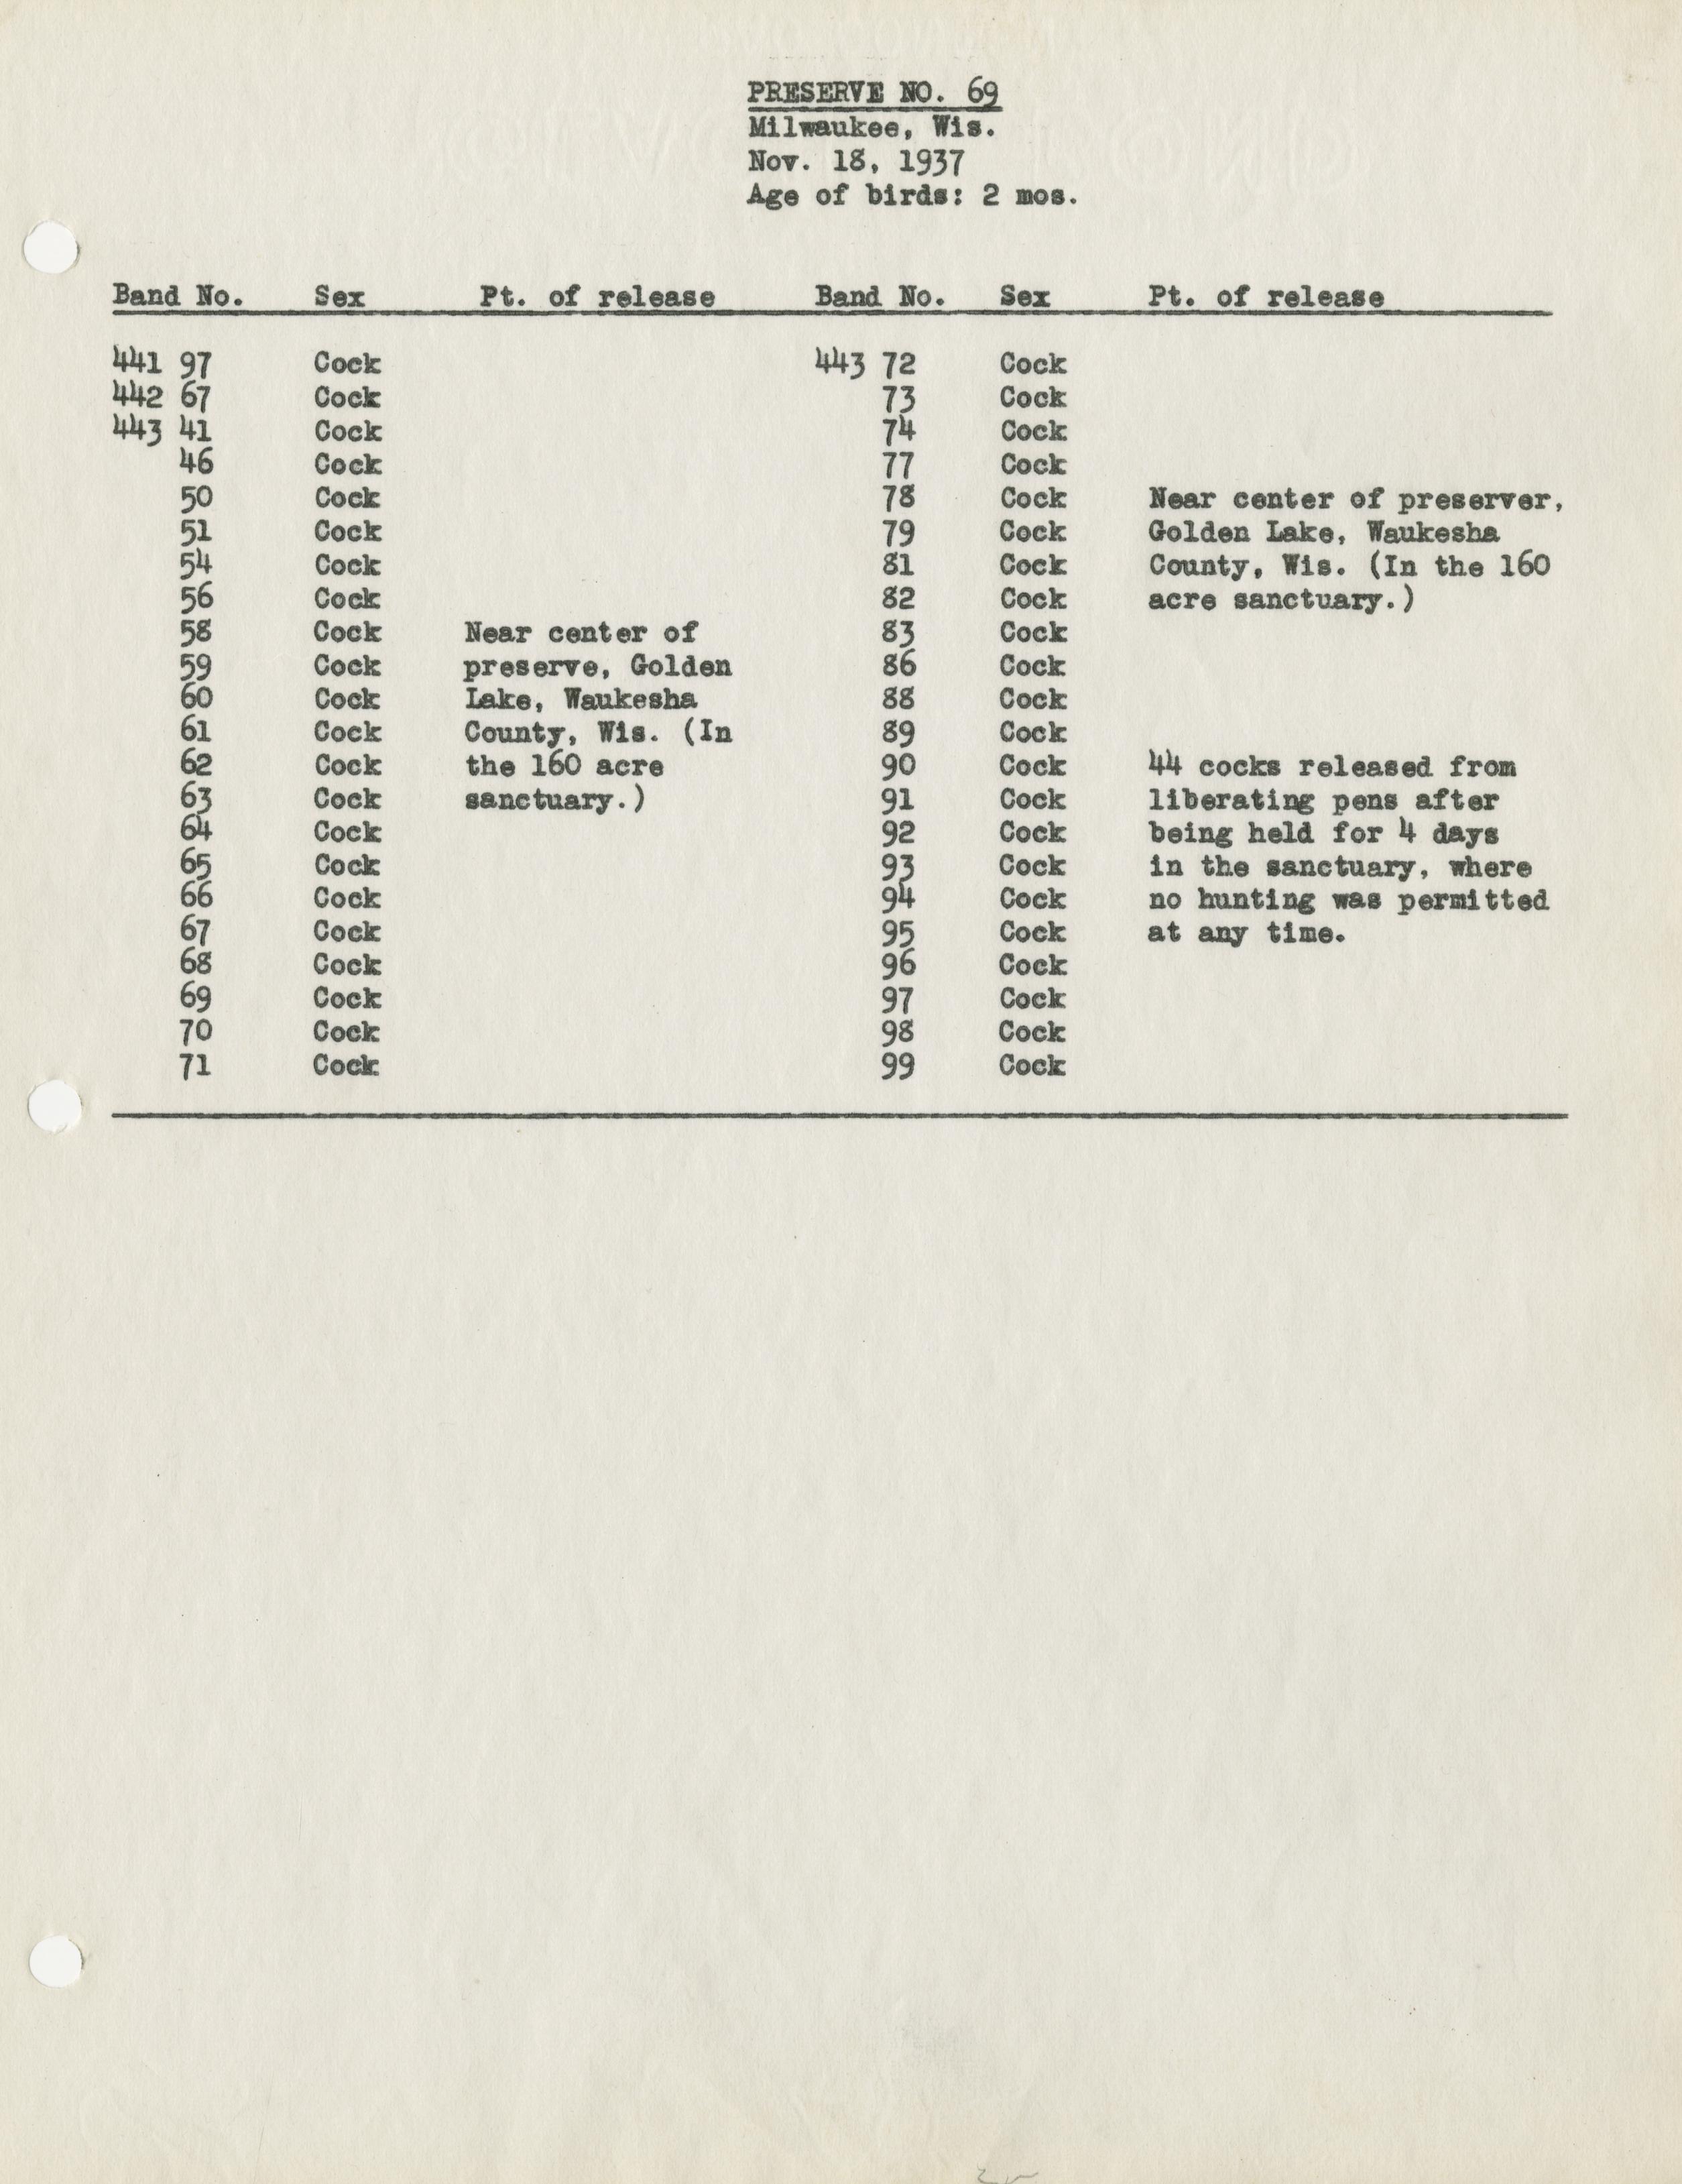 PRESERVE NO. 69
Milwaukee, Wis.
Nov. 18, 1937
Age of birds: 2 mos.
Band No. Sex Pt. of release Band No. Sex Pt. of release
441 97 Cock 443 72 Cock
442 67 Cock 73 Cock
443 41 Cock 74 Cock
46 Cock 77 Cock
50 Cock 78 Cock Near center of preserver,
51 Cock 79 Cock Golden Lake, Waukesha
54 Cock 81 Cock County, Wis. (In the 160
56 Cock 82 Cock acre sanctuary.)
58 Cock Near center of 83 Cock
59 Cock preserve, Golden 86 Cock
60 Cock Lake, Waukesha 88 Cock
61 Cock County, Wis. (In 89 Cock
62 Cock the 160 acre 90 Cock 44 cocks released from
63 Cock sanctuary.) 91 Cock liberating pens after
64 Cock 92 Cock being held for 4 days
65 Cock 93 Cock in the sanctuary, where
66 Cock 94 Cock no hunting was permitted
67 Cock 95 Cock at any time.
68 Cock 96 Cock
69 Cock 97 Cock
70 Cock 98 Cock
71 Cock 99 Cock